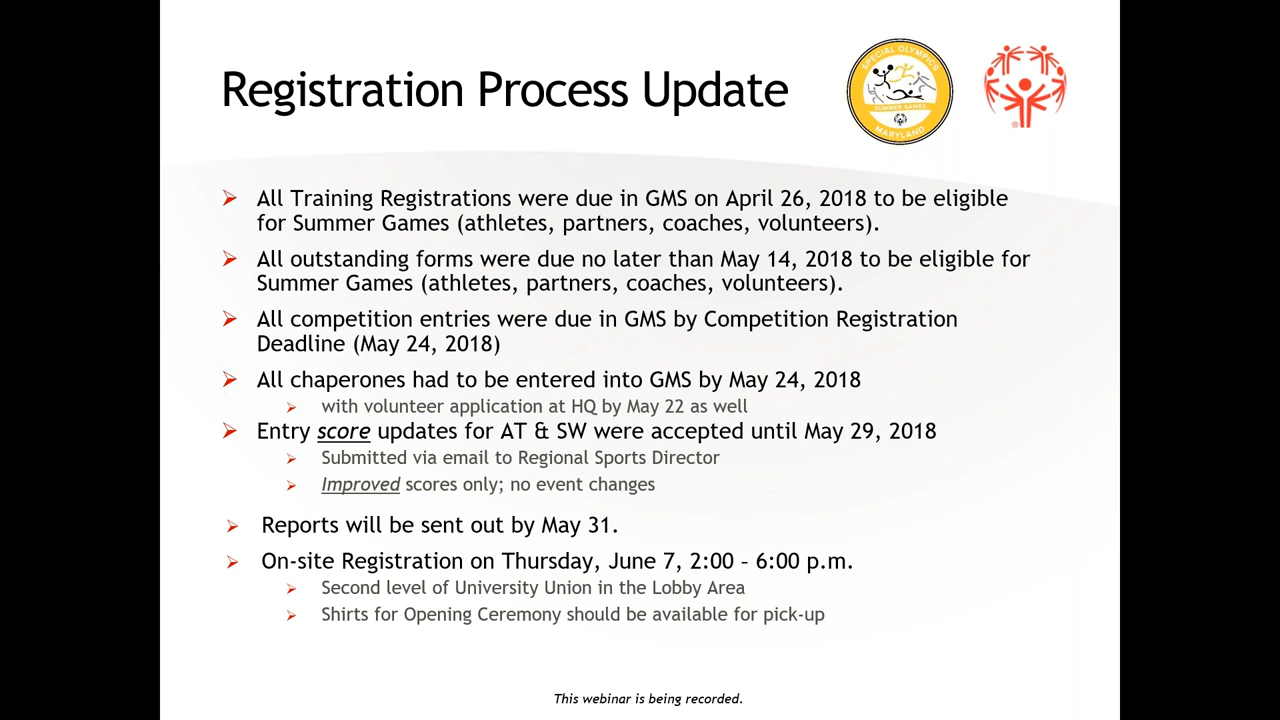 Registration Process Update
SPECIAL OLYMPICS
SUMMER GAMES
MARYLAND
®
All Training Registrations were due in GMS on April 26, 2018 to be eligible
for Summer Games (athletes, partners, coaches, volunteers).
All outstanding forms were due no later than May 14, 2018 to be eligible for
Summer Games (athletes, partners, coaches, volunteers).
All competition entries were due in GMS by Competition Registration
Deadline (May 24, 2018)
All chaperones had to be entered into GMS by May 24, 2018
with volunteer application at HQ by May 22 as well
Entry score updates for AT & SW were accepted until May 29, 2018
Submitted via email to Regional Sports Director
Improved scores only; no event changes
Reports will be sent out by May 31.
On-site Registration on Thursday, June 7, 2:00 – 6:00 p.m.
Second level of University Union in the Lobby Area
Shirts for Opening Ceremony should be available for pick-up
This webinar is being recorded.